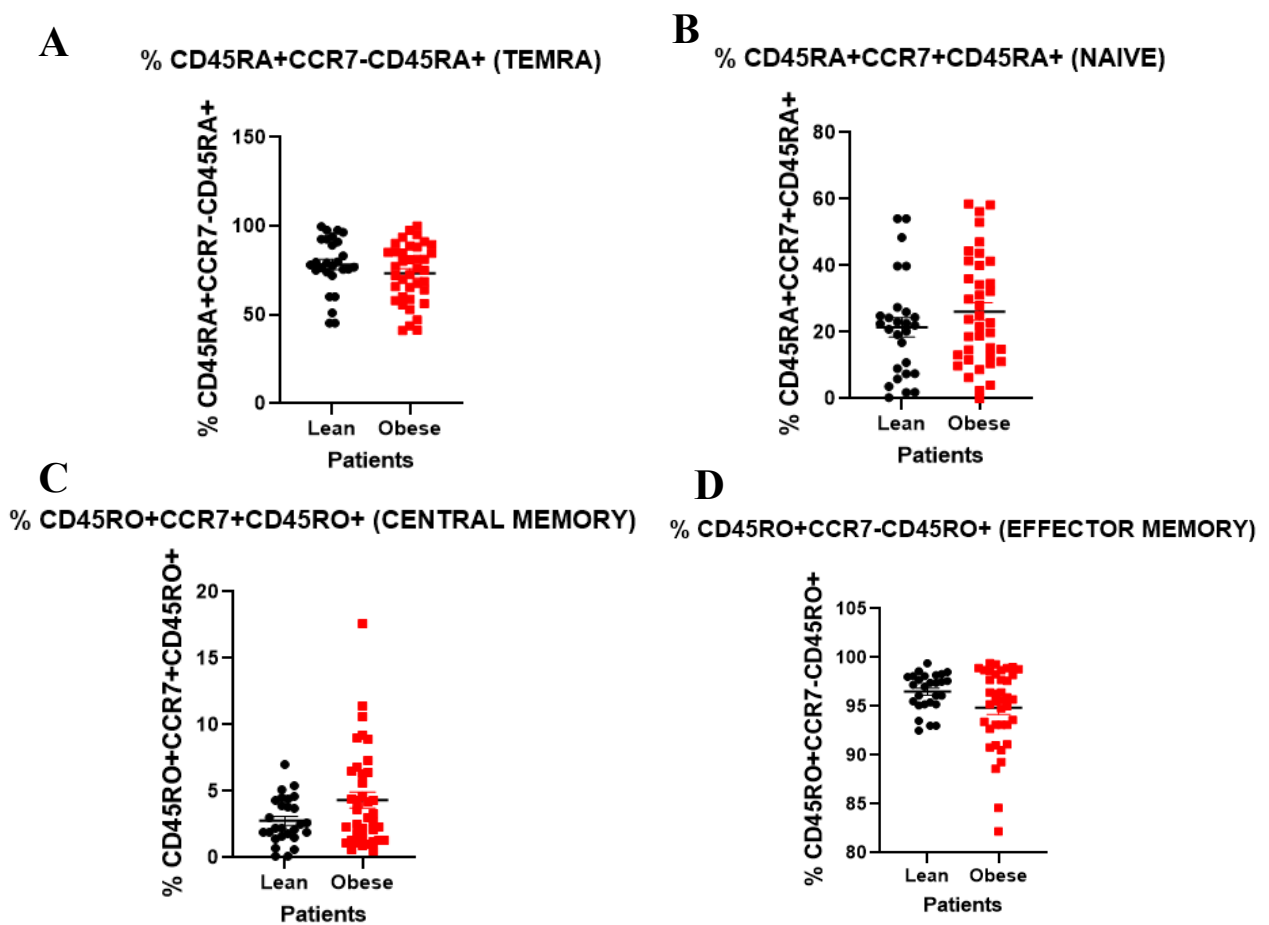 A
% CD45RA+CCR7-CD45RA+ (TEMRA)
% CD45RA+CCR7-CD45RA+
150
100
50
0
Lean Obese
Patients
B
% CD45RA+CCR7+CD45RA+ (NAIVE)
% CD45RA+CCR7+CD45RA+
80
60
40
20
0
Lean Obese
Patients
C
% CD45RO+CCR7+CD45RO+ (CENTRAL MEMORY)
% CD45RO+CCR7+CD45RO+
20
15
10
5
0
Lean Obese
Patients
D
% CD45RO+CCR7-CD45RO+ (EFFECTOR MEMORY)
% CD45RO+CCR7-CD45RO+
105
100
95
90
85
80
Lean Obese
Patients